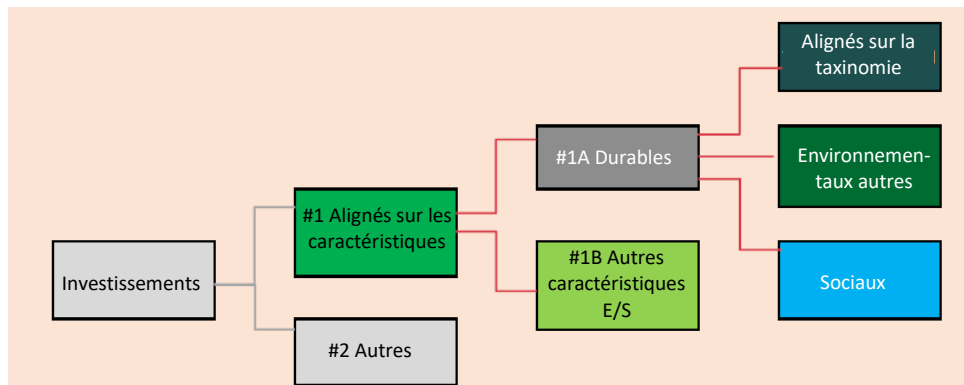 Alignés sur la
taxinomie
#1A Durables
Environnemen-
taux autres
#1 Alignés sur les
caractéristiques
#1B Autres
caractéristiques
E/S
Investissements
Sociaux
#2 Autres